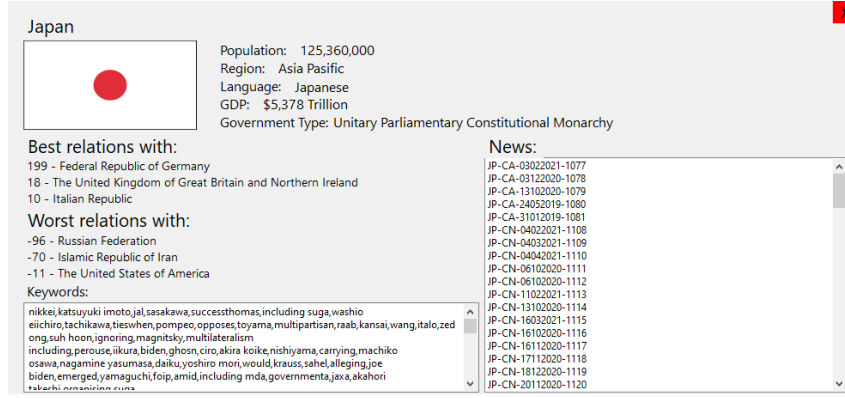 Japan
Population: 125,360,000
Region: Asia Pasific
Language: Japanese
GDP: $5,378 Trillion
Government Type: Unitary Parliamentary Constitutional Monarchy
Best relations with:
199 - Federal Republic of Germany
18 - The United Kingdom of Great Britain and Northern Ireland
10 - Italian Republic
Worst relations with:
-96 - Russian Federation
-70 - Islamic Republic of Iran
-11 - The United States of America
Keywords:
nikkei,katsuyuki imoto,jal,sasakawa,successthomas,including suga,washio
eiichiro,tachikawa,tieswhen,pompeo,opposes,toyama,multipartisan,raab,kansai,wang,italo,zed
ong,suh hoon,ignoring,magnitsky,multilateralism
including,perouse,iikura,biden,ghosn,ciro,akira koike,nishiyama,carrying,machiko
osawa,nagamine yasumasa,daiku,yoshiro mori,would,krauss,sahel,alleging,joe
biden,emerged,yamaguchi,foip,amid,including mda,governmenta,jaxa,akahori
takeshi,organising,suga
News:
JP-CA-03022021-1077
JP-CA-03122020-1078
JP-CA-13102020-1079
JP-CA-24052019-1080
JP-CA-31012019-1081
JP-CN-04022021-1108
JP-CN-04032021-1109
JP-CN-04042021-1110
JP-CN-06102020-1111
JP-CN-06102020-1112
JP-CN-11022021-1113
JP-CN-13102020-1114
JP-CN-16032021-1115
JP-CN-16102020-1116
JP-CN-16112020-1117
JP-CN-17112020-1118
JP-CN-18122020-1119
JP-CN-20112020-1120